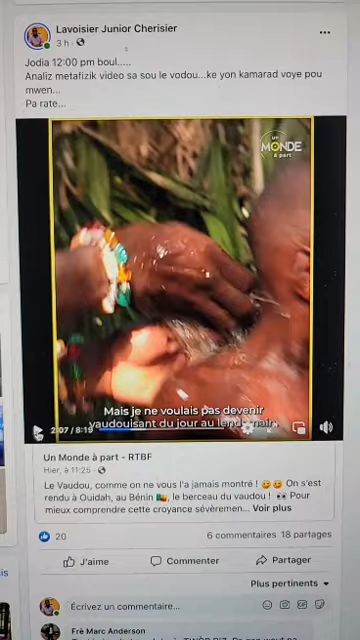 Lavoisier Junior Cherisier
3 h ·
Jodia 12:00 pm boul.....
Analiz metafizik video sa sou le vodou...ke yon kamarad voye pou
mwen...
Pa rate...
un
MONDE
à part
Mais je ne voulais pas devenir
vaudouisant du jour au lendemain,
2:07 / 8:19
Un Monde à part - RTBF
Hier, à 11:25 ·
Le Vaudou, comme on ne vous l'a jamais montré ! 😉😉 On s'est
rendu à Ouidah, au Bénin 🇧🇯, le berceau du vaudou ! 👀 Pour
mieux comprendre cette croyance sévèremen... Voir plus
20
6 commentaires 18 partages
J'aime
Commenter
Partager
Plus pertinents
Écrivez un commentaire...
Frè Marc Anderson